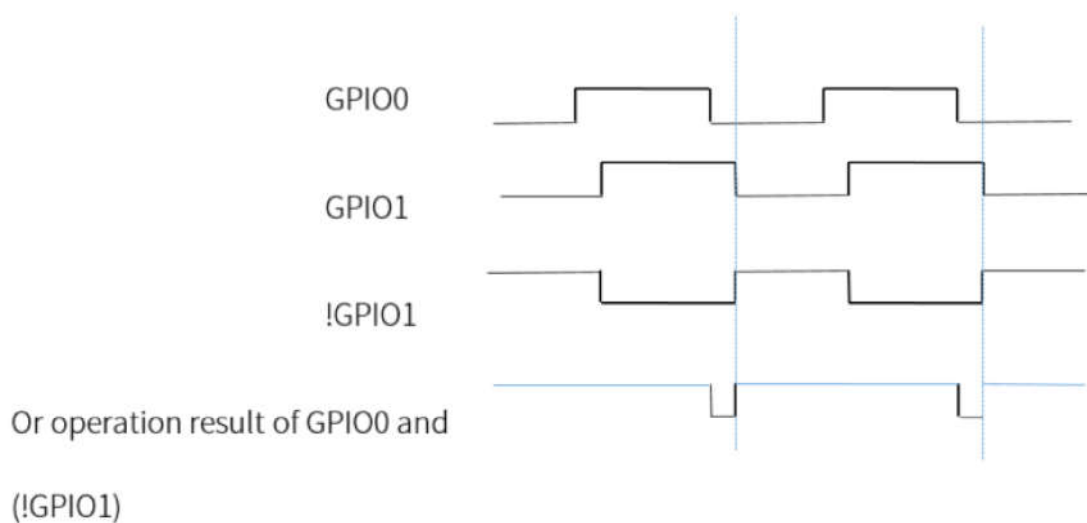 GPIO0
GPIO1
!GPIO1
Or operation result of GPIO0 and
(!GPIO1)